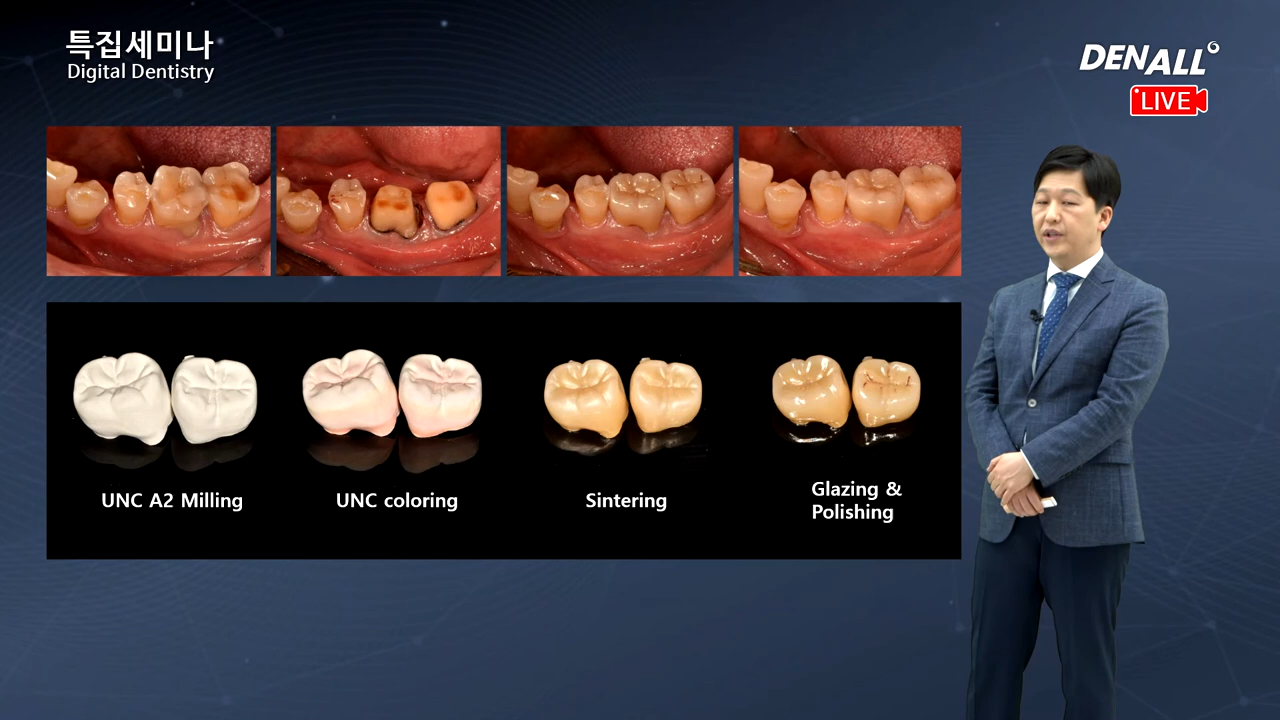 특집세미나
Digital Dentistry
DENALL
LIVE
UNC A2 Milling
UNC coloring
Sintering
Glazing &
Polishing